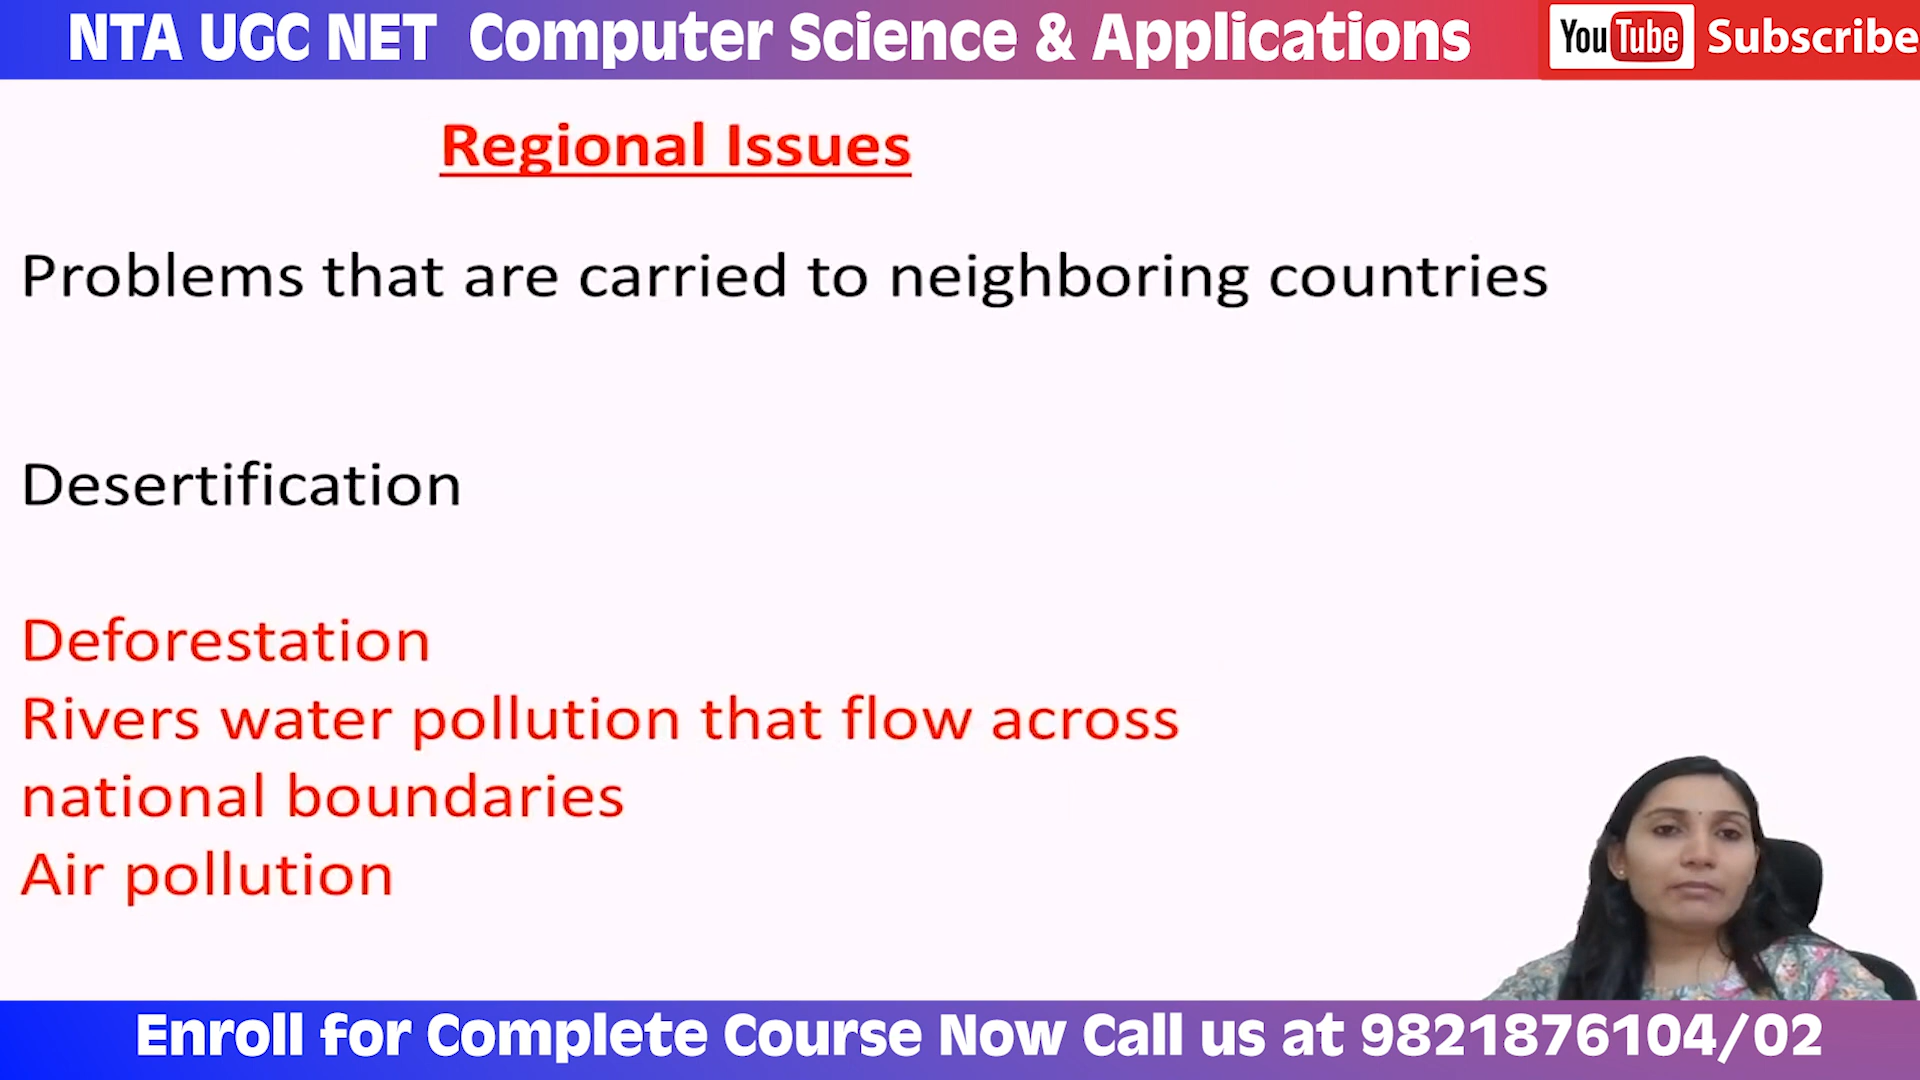 NTA UGC NET Computer Science & Applications
YouTube Subscribe
Regional Issues
Problems that are carried to neighboring countries
Desertification
Deforestation
Rivers water pollution that flow across
national boundaries
Air pollution
Enroll for Complete Course Now Call us at 9821876104/02